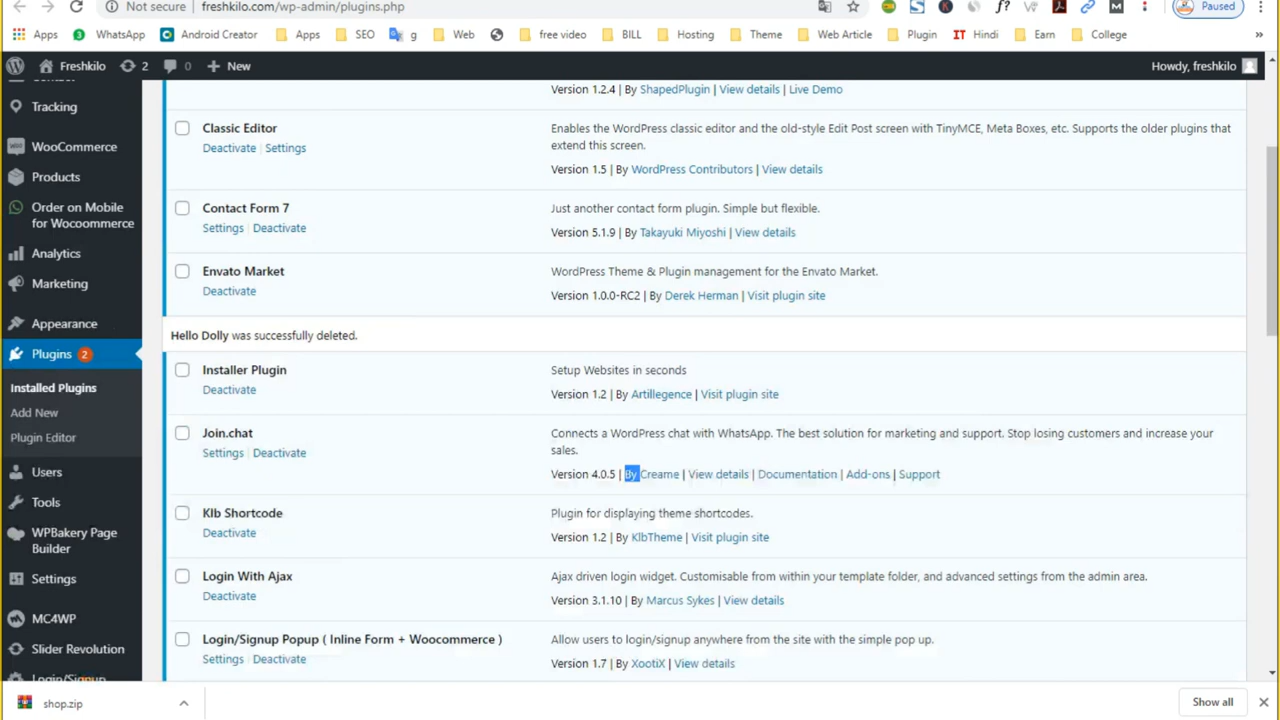 Not secure | freshkilo.com/wp-admin/plugins.php
Paused
Apps WhatsApp Android Creator Apps SEO g Web free video BILL Hosting Theme Web Article Plugin IT Hindi Earn College »
Freshkilo 2 0 + New Howdy, freshkilo
Tracking
WooCommerce
Products
Order on Mobile
for Wocoommerce
Analytics
Marketing
Appearance
Plugins 2
Installed Plugins
Add New
Plugin Editor
Users
Tools
WPBakery Page
Builder
Settings
MC4WP
Slider Revolution
Login/Signup
Version 1.2.4 | By ShapedPlugin | View details | Live Demo
Classic Editor
Deactivate | Settings
Enables the WordPress classic editor and the old-style Edit Post screen with TinyMCE, Meta Boxes, etc. Supports the older plugins that
extend this screen.
Version 1.5 | By WordPress Contributors | View details
Contact Form 7
Settings | Deactivate
Just another contact form plugin. Simple but flexible.
Version 5.1.9 | By Takayuki Miyoshi | View details
Envato Market
Deactivate
WordPress Theme & Plugin management for the Envato Market.
Version 1.0.0-RC2 | By Derek Herman | Visit plugin site
Hello Dolly was successfully deleted.
Installer Plugin
Deactivate
Setup Websites in seconds
Version 1.2 | By Artillegence | Visit plugin site
Join.chat
Settings | Deactivate
Connects a WordPress chat with WhatsApp. The best solution for marketing and support. Stop losing customers and increase your
sales.
Version 4.0.5 | By Creame | View details | Documentation | Add-ons | Support
Klb Shortcode
Deactivate
Plugin for displaying theme shortcodes.
Version 1.2 | By KlbTheme | Visit plugin site
Login With Ajax
Deactivate
Ajax driven login widget. Customisable from within your template folder, and advanced settings from the admin area.
Version 3.1.10 | By Marcus Sykes | View details
Login/Signup Popup ( Inline Form + Woocommerce )
Settings | Deactivate
Allow users to login/signup anywhere from the site with the simple pop up.
Version 1.7 | By XootiX | View details
shop.zip
Show all